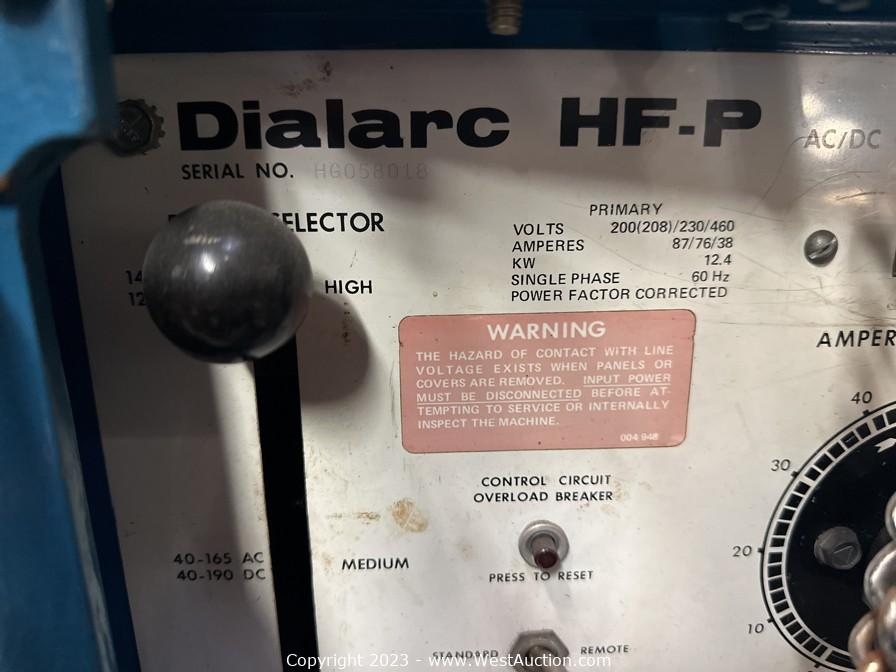 Dialarc HF-P
AC/DC
SERIAL NO. HG058018
SELECTOR
PRIMARY
VOLTS 200(208)/230/460
AMPERES 87/76/38
KW 12.4
SINGLE PHASE 60 Hz
POWER FACTOR CORRECTED
HIGH
WARNING
THE HAZARD OF CONTACT WITH LINE
VOLTAGE EXISTS WHEN PANELS OR
COVERS ARE REMOVED. INPUT POWER
MUST BE DISCONNECTED BEFORE AT-
TEMPTING TO SERVICE OR INTERNALLY
INSPECT THE MACHINE.
004 948
AMPER
40
30
20
10
CONTROL CIRCUIT
OVERLOAD BREAKER
PRESS TO RESET
40-165 AC
40-190 DC
MEDIUM
STANDARD
REMOTE
Copyright 2023 - www.WestAuction.com